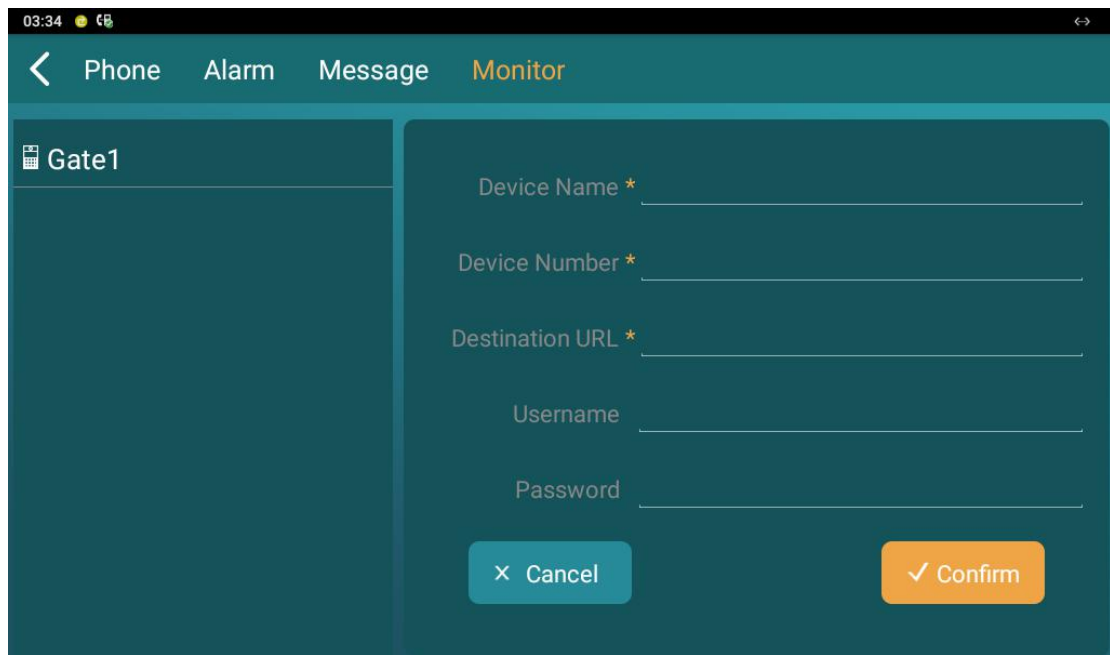 03:34
Phone Alarm Message Monitor
Gate1
Device Name *
Device Number *
Destination URL *
Username
Password
× Cancel ✓ Confirm